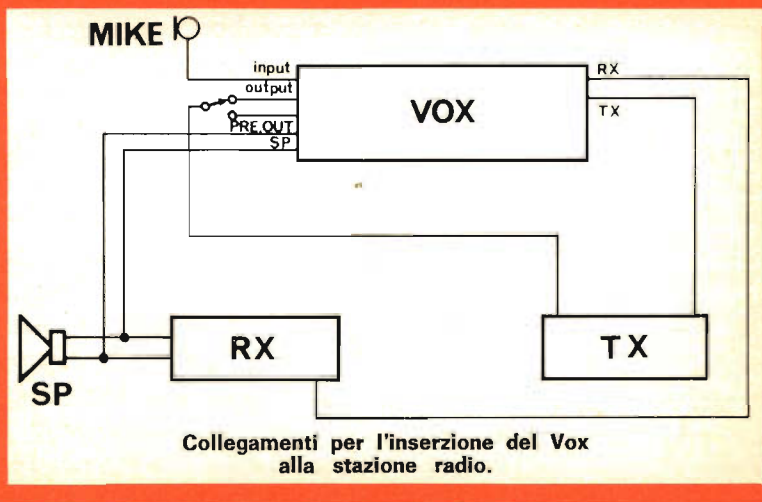 MIKE
input
output
PRE.OUT
SP
VOX
RX
TX
SP
RX
TX
Collegamenti per l'inserzione del Vox
alla stazione radio.